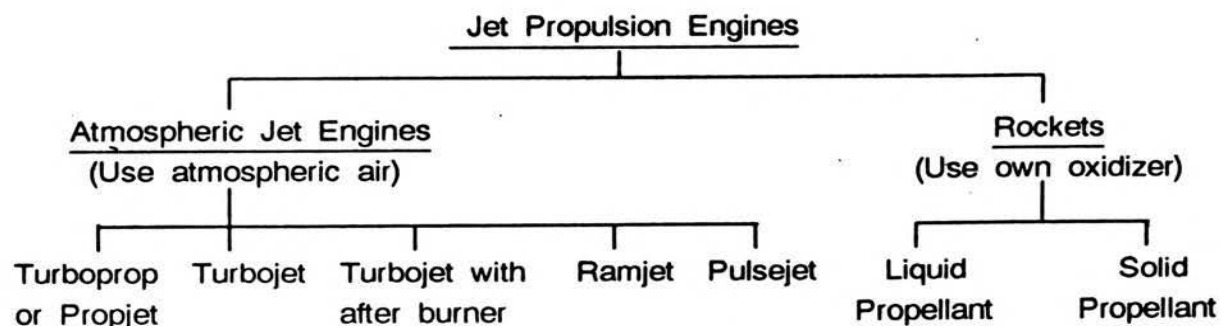 Jet Propulsion Engines
Atmospheric Jet Engines
(Use atmospheric air)
Rockets
(Use own oxidizer)
Turboprop
or Propjet
Turbojet
Turbojet with
after burner
Ramjet
Pulsejet
Liquid
Propellant
Solid
Propellant